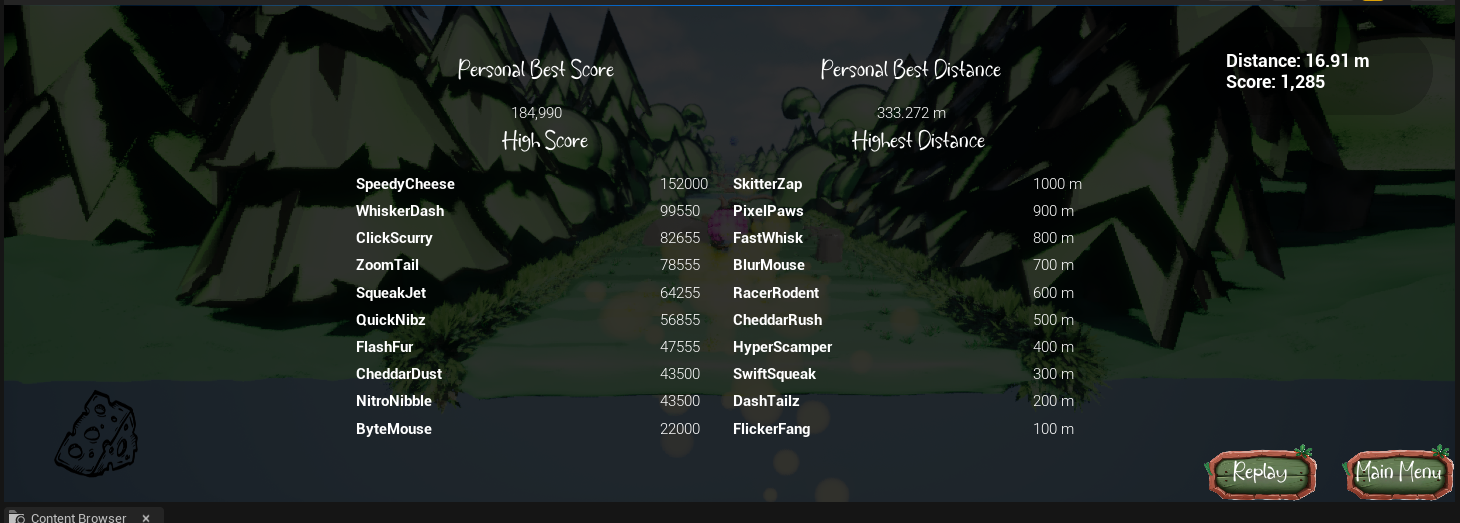 Personal Best Score
184,990
High Score
SpeedyCheese 152000
WhiskerDash 99550
ClickScurry 82655
ZoomTail 78555
SqueakJet 64255
QuickNibz 56855
FlashFur 47555
CheddarDust 43500
NitroNibble 43500
ByteMouse 22000
Personal Best Distance
333.272 m
Highest Distance
SkitterZap 1000 m
PixelPaws 900 m
FastWhisk 800 m
BlurMouse 700 m
RacerRodent 600 m
CheddarRush 500 m
HyperScamper 400 m
SwiftSqueak 300 m
DashTailz 200 m
FlickerFang 100 m
Distance: 16.91 m
Score: 1,285
Replay
Main Menu
Content Browser